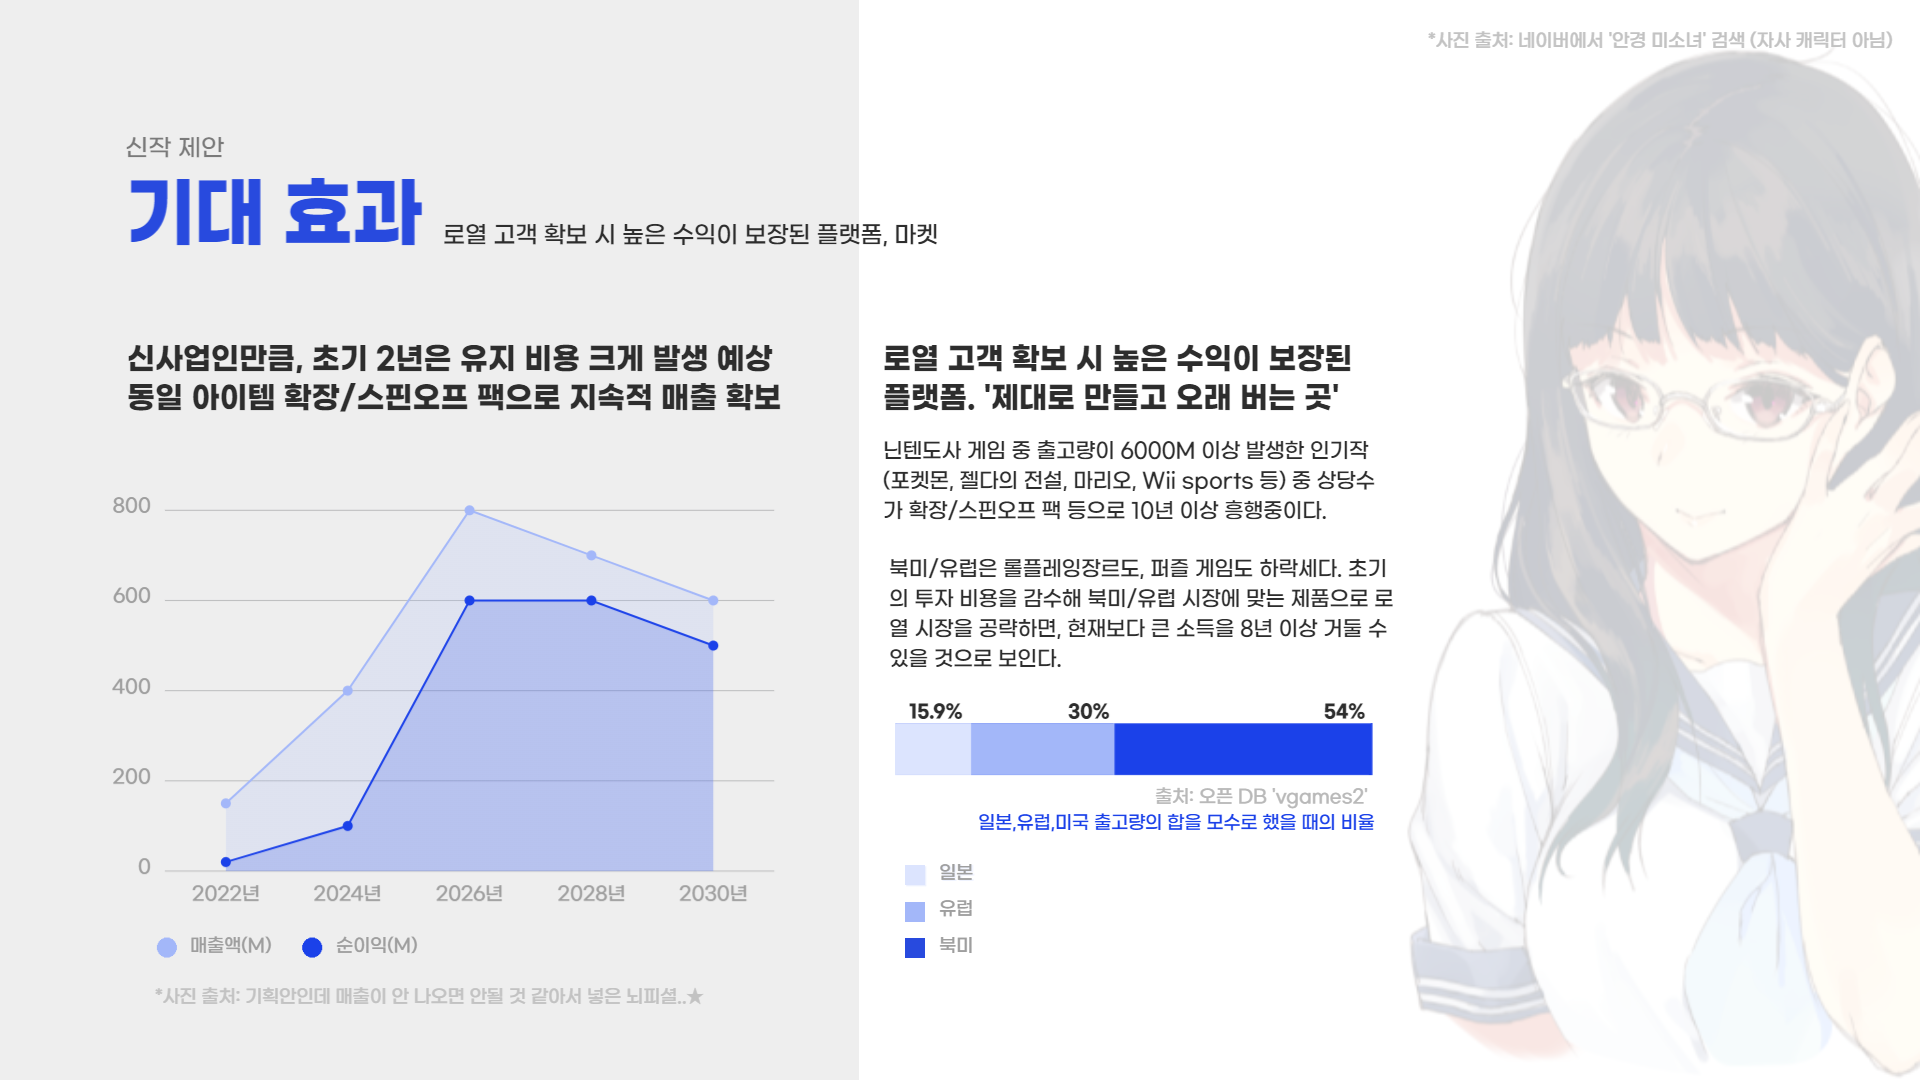 *사진 출처: 네이버에서 '안경 미소녀' 검색 (자사 캐릭터 아님)
신작 제안
기대 효과 로열 고객 확보 시 높은 수익이 보장된 플랫폼, 마켓
신사업인만큼, 초기 2년은 유지 비용 크게 발생 예상
동일 아이템 확장/스핀오프 팩으로 지속적 매출 확보
800
600
400
200
0
2022년 2024년 2026년 2028년 2030년
매출액(M) 순이익(M)
*사진 출처: 기획안인데 매출이 안 나오면 안될 것 같아서 넣은 뇌피셜..★
로열 고객 확보 시 높은 수익이 보장된
플랫폼. '제대로 만들고 오래 버는 곳'
닌텐도사 게임 중 출고량이 6000M 이상 발생한 인기작
(포켓몬, 젤다의 전설, 마리오, Wii sports 등) 중 상당수
가 확장/스핀오프 팩 등으로 10년 이상 흥행중이다.
북미/유럽은 롤플레잉장르도, 퍼즐 게임도 하락세다. 초기
의 투자 비용을 감수해 북미/유럽 시장에 맞는 제품으로 로
열 시장을 공략하면, 현재보다 큰 소득을 8년 이상 거둘 수
있을 것으로 보인다.
15.9% 30% 54%
출처: 오픈 DB 'vgames2'
일본,유럽,미국 출고량의 합을 모수로 했을 때의 비율
일본
유럽
북미